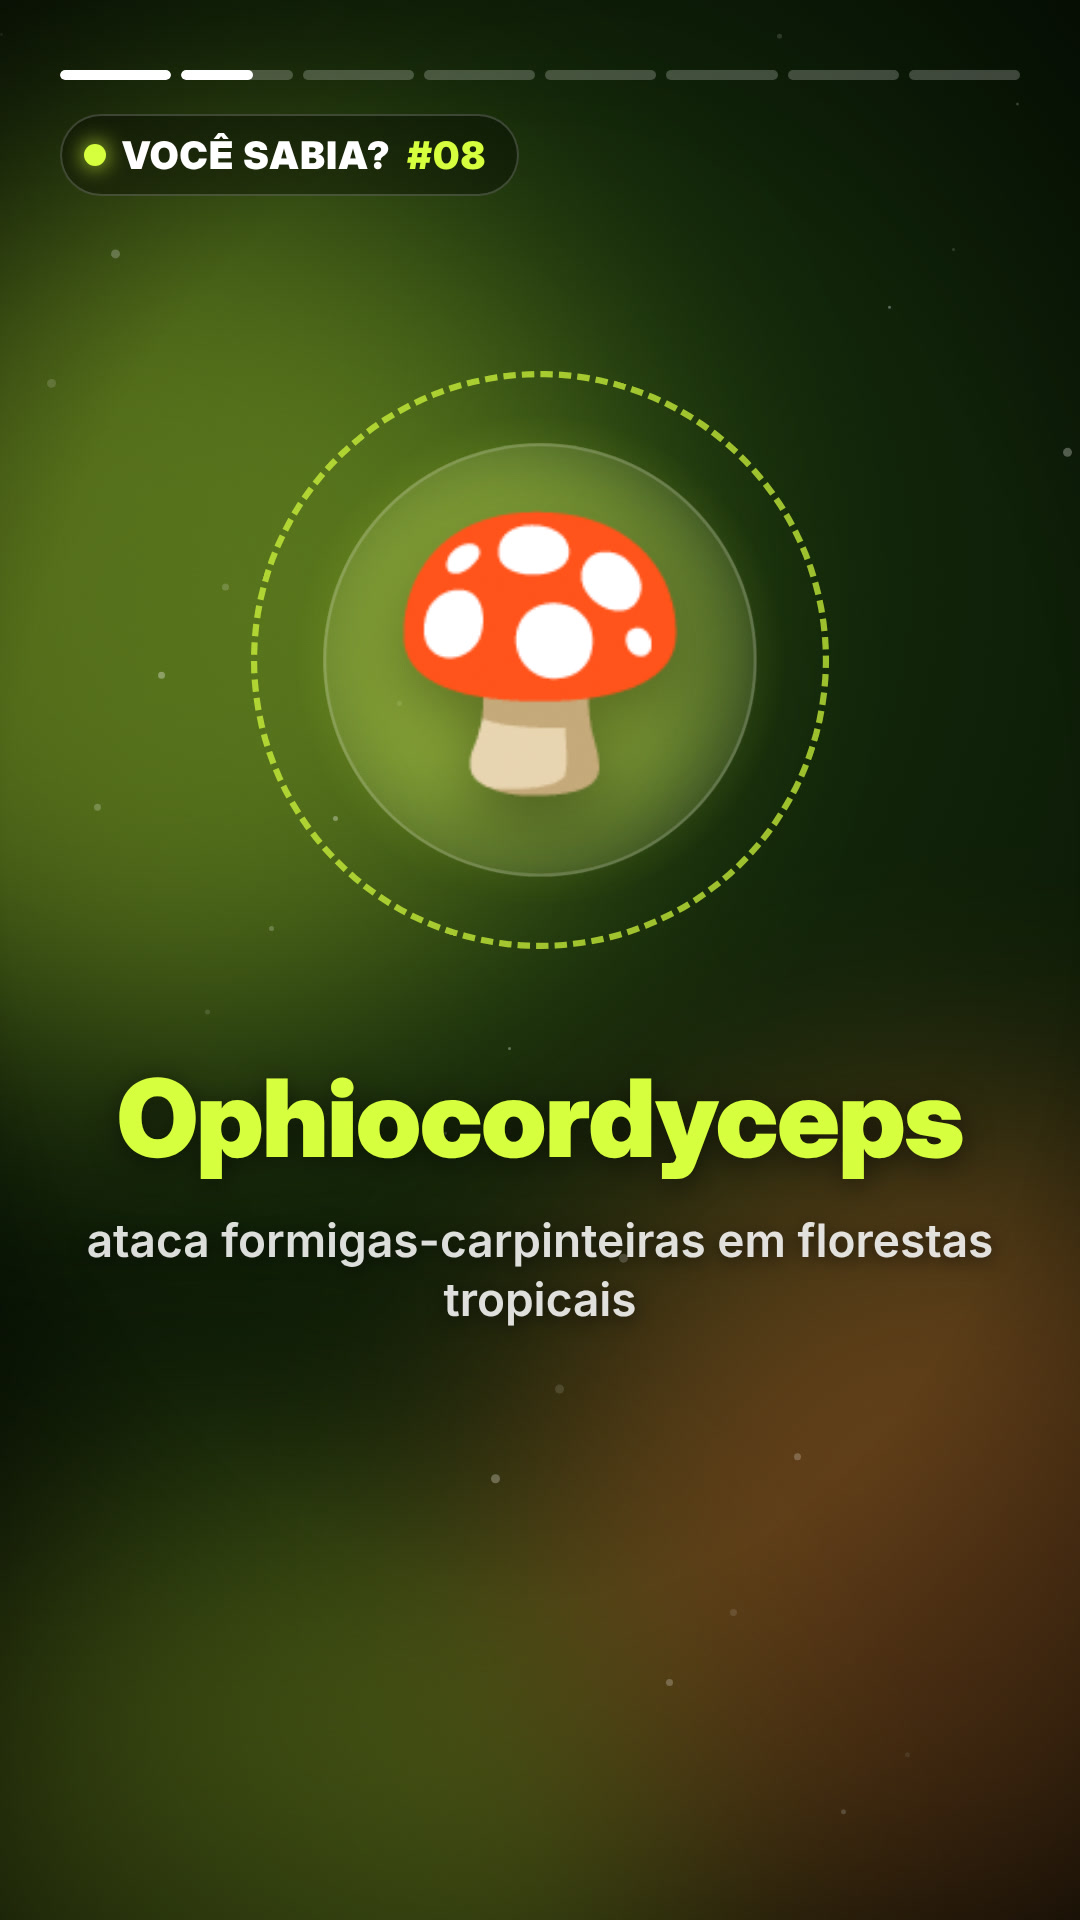 VOCÊ SABIA? #08
Ophiocordyceps
ataca formigas-carpinteiras em florestas
tropicais